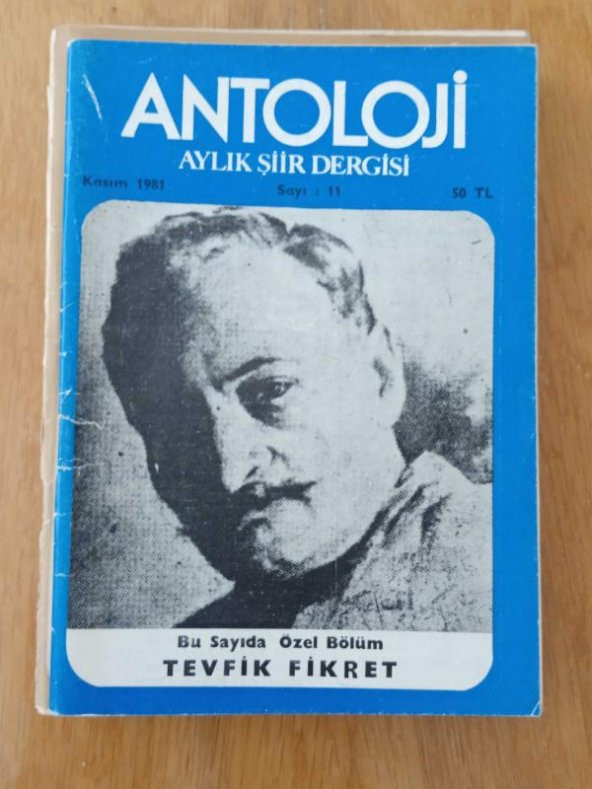 ANTOLOJİ
AYLIK ŞİİR DERGİSİ
Kasım 1981 Sayı : 11 50 TL
Bu Sayıda Özel Bölüm
TEVFİK FİKRET